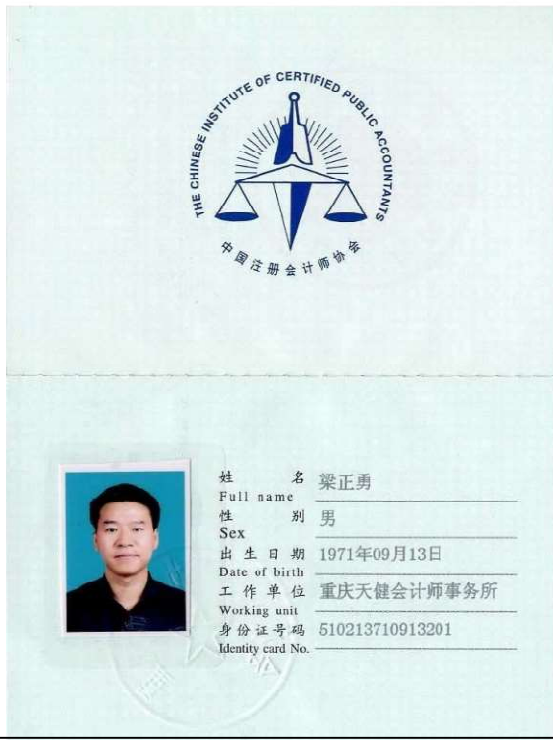 THE CHINESE INSTITUTE OF CERTIFIED PUBLIC ACCOUNTANTS
中国注册会计师协会
姓 名 梁正勇
Full name
性 别 男
Sex
出生日期 1971年09月13日
Date of birth
工作单位 重庆天健会计师事务所
Working unit
身份证号码 510213710913201
Identity card No.